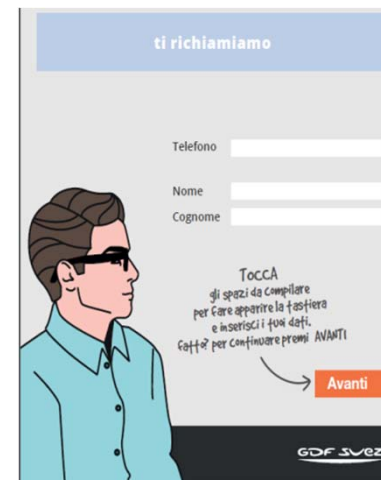 ti richiamiamo
Telefono
Nome
Cognome
TOCCA
gli spazi da compilare
per fare apparire la tastiera
e inserisci i tuoi dati.
fatto? per continuare premi AVANTI
Avanti
GDF SUEZ